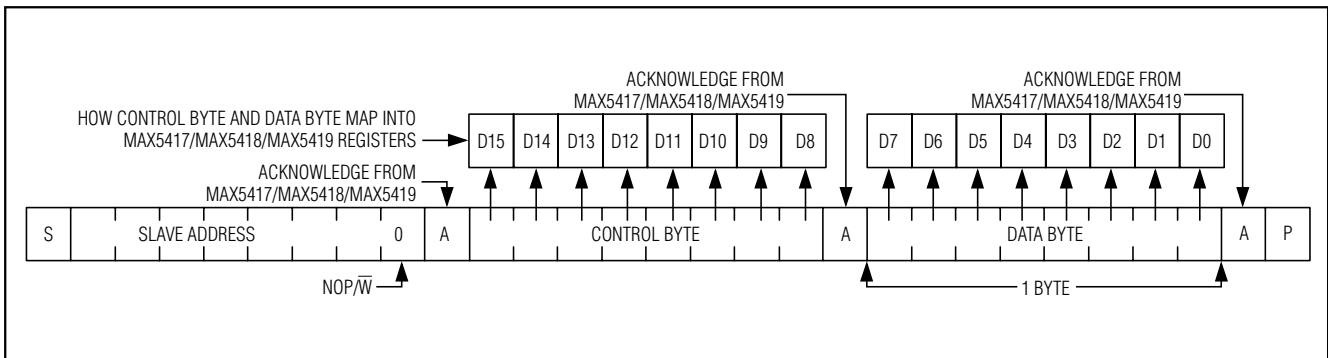 ACKNOWLEDGE FROM
MAX5417/MAX5418/MAX5419
ACKNOWLEDGE FROM
MAX5417/MAX5418/MAX5419
HOW CONTROL BYTE AND DATA BYTE MAP INTO
MAX5417/MAX5418/MAX5419 REGISTERS
D15 D14 D13 D12 D11 D10 D9 D8
D7 D6 D5 D4 D3 D2 D1 D0
ACKNOWLEDGE FROM
MAX5417/MAX5418/MAX5419
S SLAVE ADDRESS 0 A CONTROL BYTE A DATA BYTE A P
NOP/W̅
1 BYTE